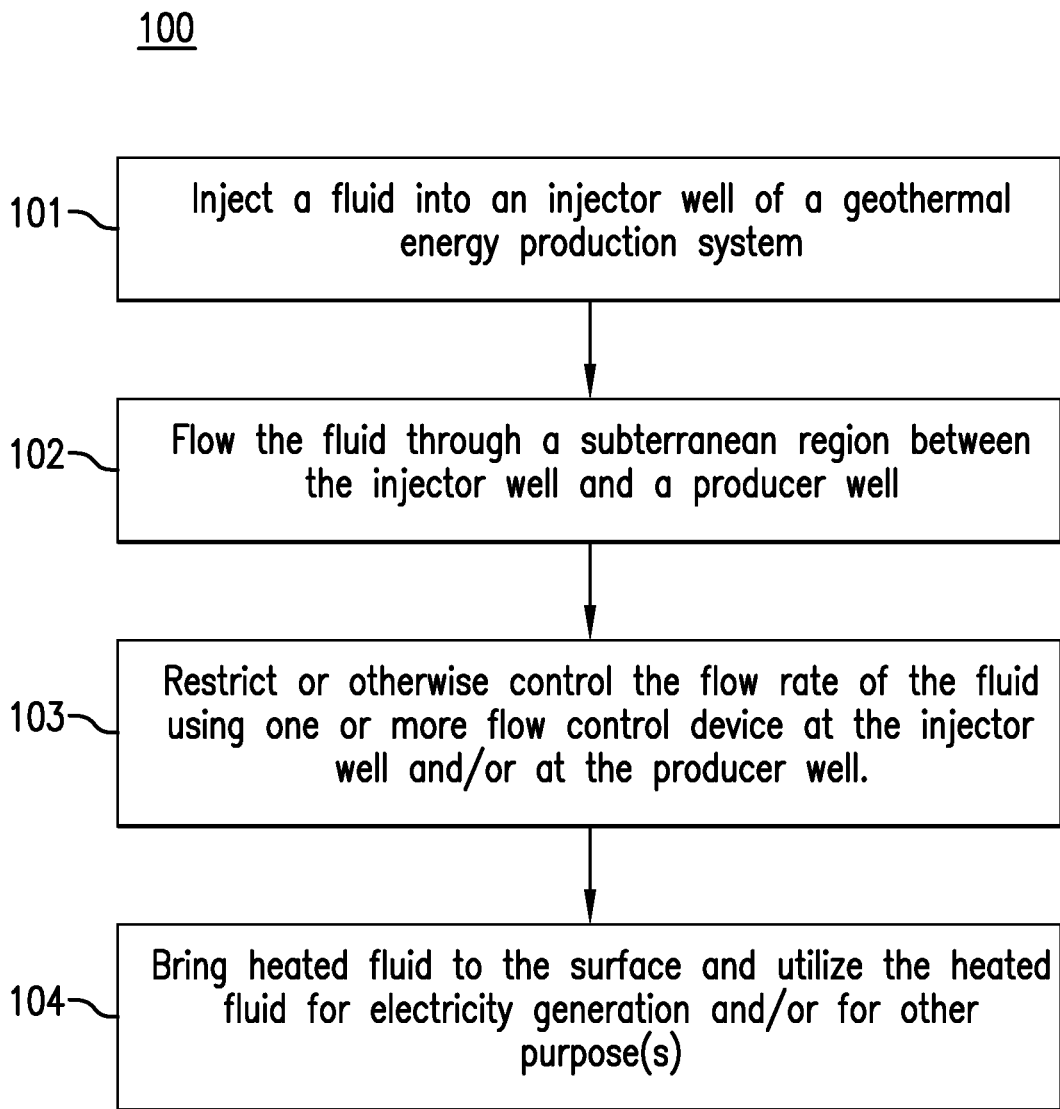 100
101
Inject a fluid into an injector well of a geothermal
energy production system
102
Flow the fluid through a subterranean region between
the injector well and a producer well
103
Restrict or otherwise control the flow rate of the fluid
using one or more flow control device at the injector
well and/or at the producer well.
104
Bring heated fluid to the surface and utilize the heated
fluid for electricity generation and/or for other
purpose(s)